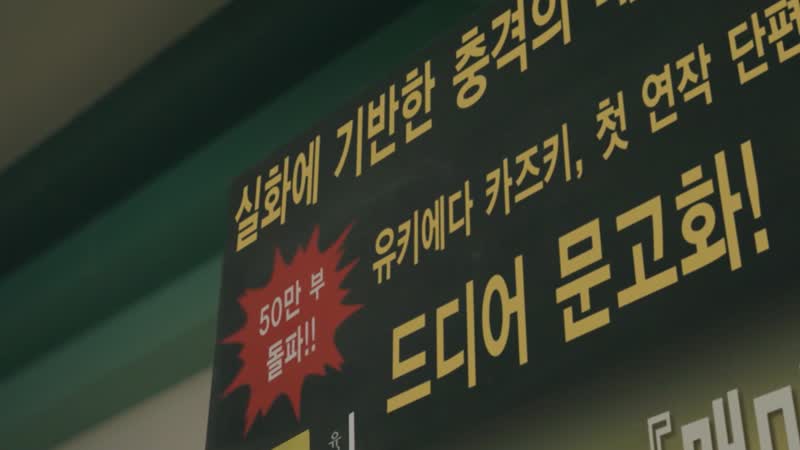 실화에 기반한 충격의
유키에다 카즈키, 첫 연작 단편
드디어 문고화!
50만 부
돌파!!
유